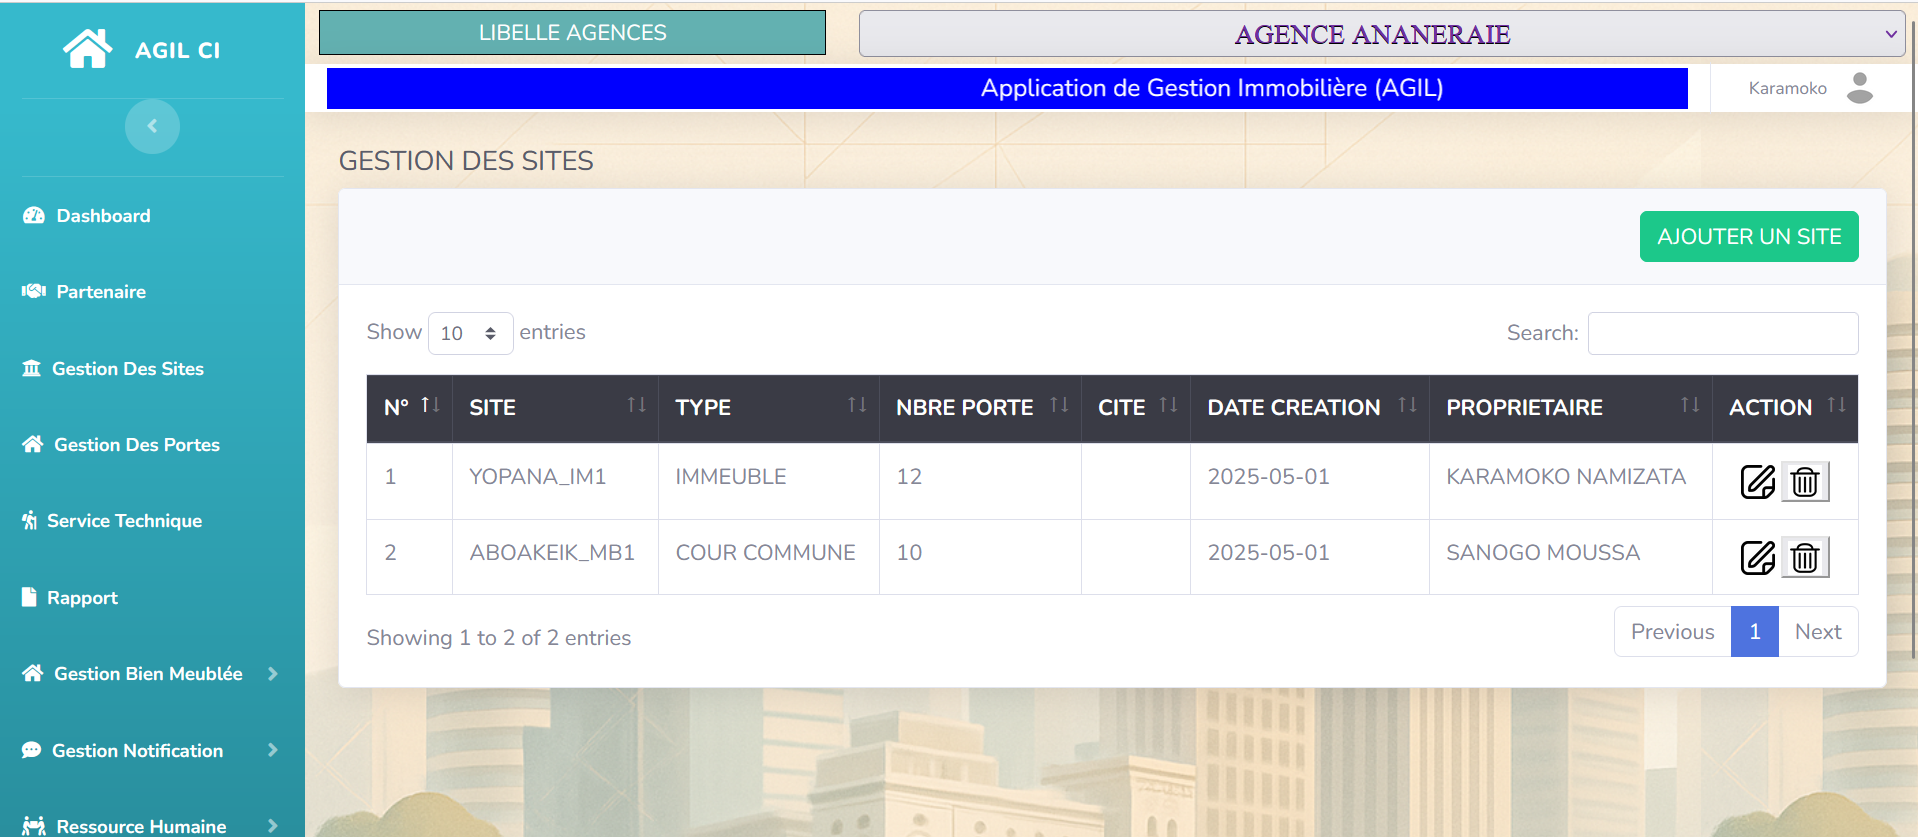 AGIL CI
LIBELLE AGENCES
AGENCE ANANERAIE
Application de Gestion Immobilière (AGIL)
Karamoko
Dashboard
Partenaire
Gestion Des Sites
Gestion Des Portes
Service Technique
Rapport
Gestion Bien Meublée
Gestion Notification
Ressource Humaine
GESTION DES SITES
AJOUTER UN SITE
Show 10 entries
Search:
N° SITE TYPE NBRE PORTE CITE DATE CREATION PROPRIETAIRE ACTION
1 YOPANA_IM1 IMMEUBLE 12 2025-05-01 KARAMOKO NAMIZATA
2 ABOAKEIK_MB1 COUR COMMUNE 10 2025-05-01 SANOGO MOUSSA
Showing 1 to 2 of 2 entries
Previous 1 Next